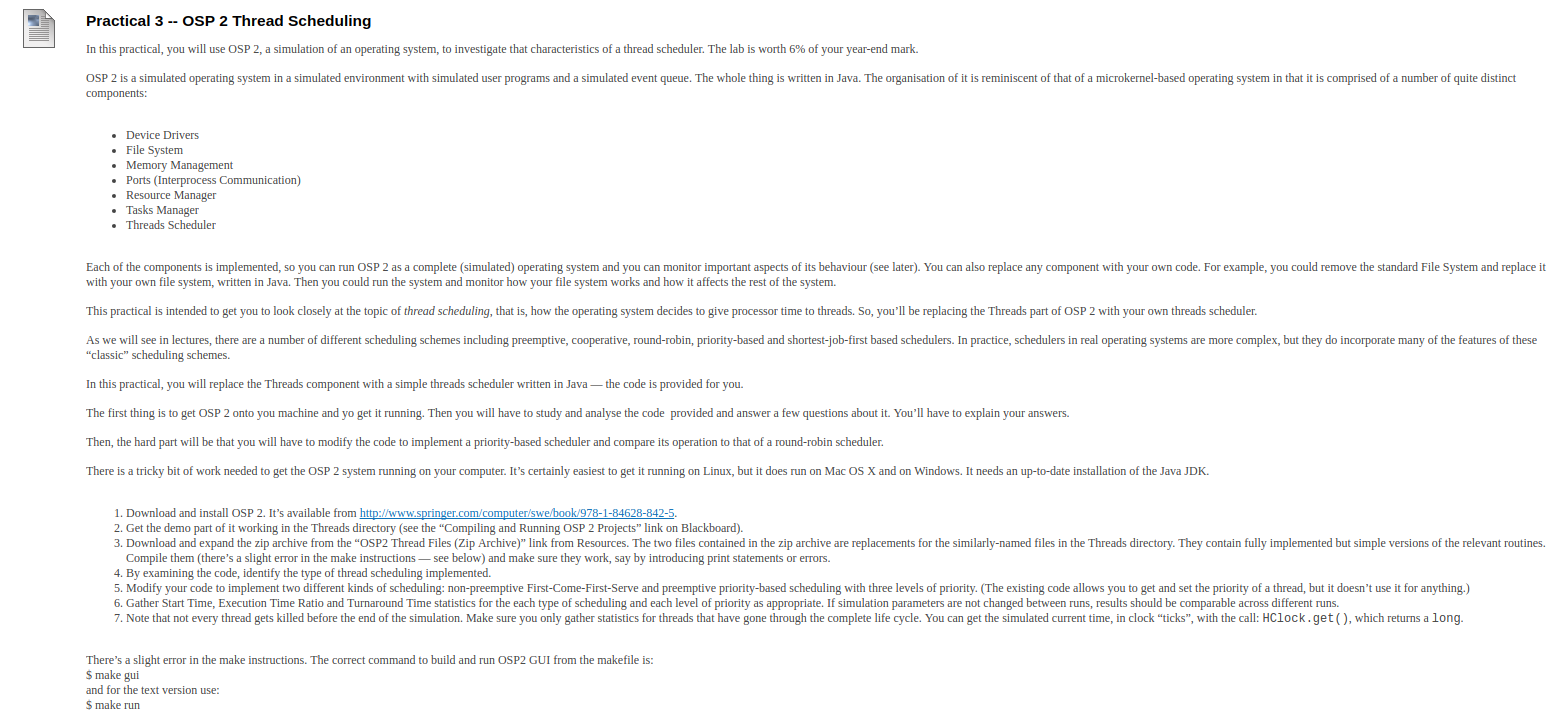 Practical 3 -- OSP 2 Thread Scheduling
In this practical, you will use OSP 2, a simulation of an operating system, to investigate that characteristics of a thread scheduler. The lab is worth 6% of your year-end mark.
OSP 2 is a simulated operating system in a simulated environment with simulated user programs and a simulated event queue. The whole thing is written in Java. The organisation of it is reminiscent of that of a microkernel-based operating system in that it is comprised of a number of quite distinct
components:
• Device Drivers
• File System
• Memory Management
• Ports (Interprocess Communication)
• Resource Manager
• Tasks Manager
• Threads Scheduler
Each of the components is implemented, so you can run OSP 2 as a complete (simulated) operating system and you can monitor important aspects of its behaviour (see later). You can also replace any component with your own code. For example, you could remove the standard File System and replace it
with your own file system, written in Java. Then you could run the system and monitor how your file system works and how it affects the rest of the system.
This practical is intended to get you to look closely at the topic of thread scheduling, that is, how the operating system decides to give processor time to threads. So, you’ll be replacing the Threads part of OSP 2 with your own threads scheduler.
As we will see in lectures, there are a number of different scheduling schemes including preemptive, cooperative, round-robin, priority-based and shortest-job-first based schedulers. In practice, schedulers in real operating systems are more complex, but they do incorporate many of the features of these
“classic” scheduling schemes.
In this practical, you will replace the Threads component with a simple threads scheduler written in Java — the code is provided for you.
The first thing is to get OSP 2 onto you machine and yo get it running. Then you will have to study and analyse the code provided and answer a few questions about it. You’ll have to explain your answers.
Then, the hard part will be that you will have to modify the code to implement a priority-based scheduler and compare its operation to that of a round-robin scheduler.
There is a tricky bit of work needed to get the OSP 2 system running on your computer. It’s certainly easiest to get it running on Linux, but it does run on Mac OS X and on Windows. It needs an up-to-date installation of the Java JDK.
1. Download and install OSP 2. It’s available from http://www.springer.com/computer/swe/book/978-1-84628-842-5.
2. Get the demo part of it working in the Threads directory (see the “Compiling and Running OSP 2 Projects” link on Blackboard).
3. Download and expand the zip archive from the “OSP2 Thread Files (Zip Archive)” link from Resources. The two files contained in the zip archive are replacements for the similarly-named files in the Threads directory. They contain fully implemented but simple versions of the relevant routines.
Compile them (there’s a slight error in the make instructions — see below) and make sure they work, say by introducing print statements or errors.
4. By examining the code, identify the type of thread scheduling implemented.
5. Modify your code to implement two different kinds of scheduling: non-preemptive First-Come-First-Serve and preemptive priority-based scheduling with three levels of priority. (The existing code allows you to get and set the priority of a thread, but it doesn’t use it for anything.)
6. Gather Start Time, Execution Time Ratio and Turnaround Time statistics for the each type of scheduling and each level of priority as appropriate. If simulation parameters are not changed between runs, results should be comparable across different runs.
7. Note that not every thread gets killed before the end of the simulation. Make sure you only gather statistics for threads that have gone through the complete life cycle. You can get the simulated current time, in clock “ticks”, with the call: HClock.get(), which returns a long.
There’s a slight error in the make instructions. The correct command to build and run OSP2 GUI from the makefile is:
$ make gui
and for the text version use:
$ make run